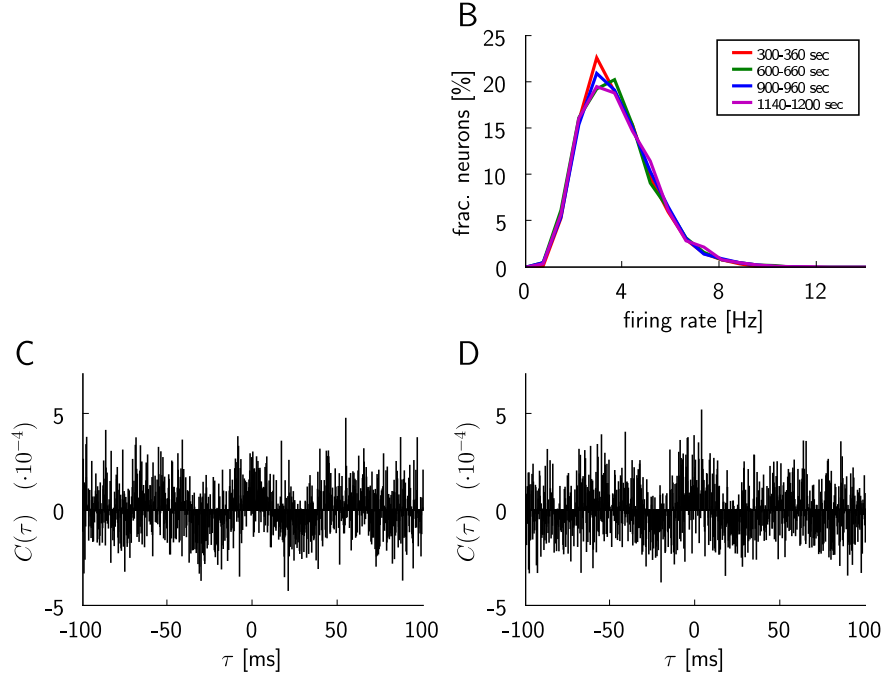 B
frac. neurons [%]
25
20
15
10
5
0
300-360 sec
600-660 sec
900-960 sec
1140-1200 sec
0 4 8 12
firing rate [Hz]
C
C(τ) (·10⁻⁴)
5
0
-5
-100 -50 0 50 100
τ [ms]
D
C(τ) (·10⁻⁴)
5
0
-5
-100 -50 0 50 100
τ [ms]